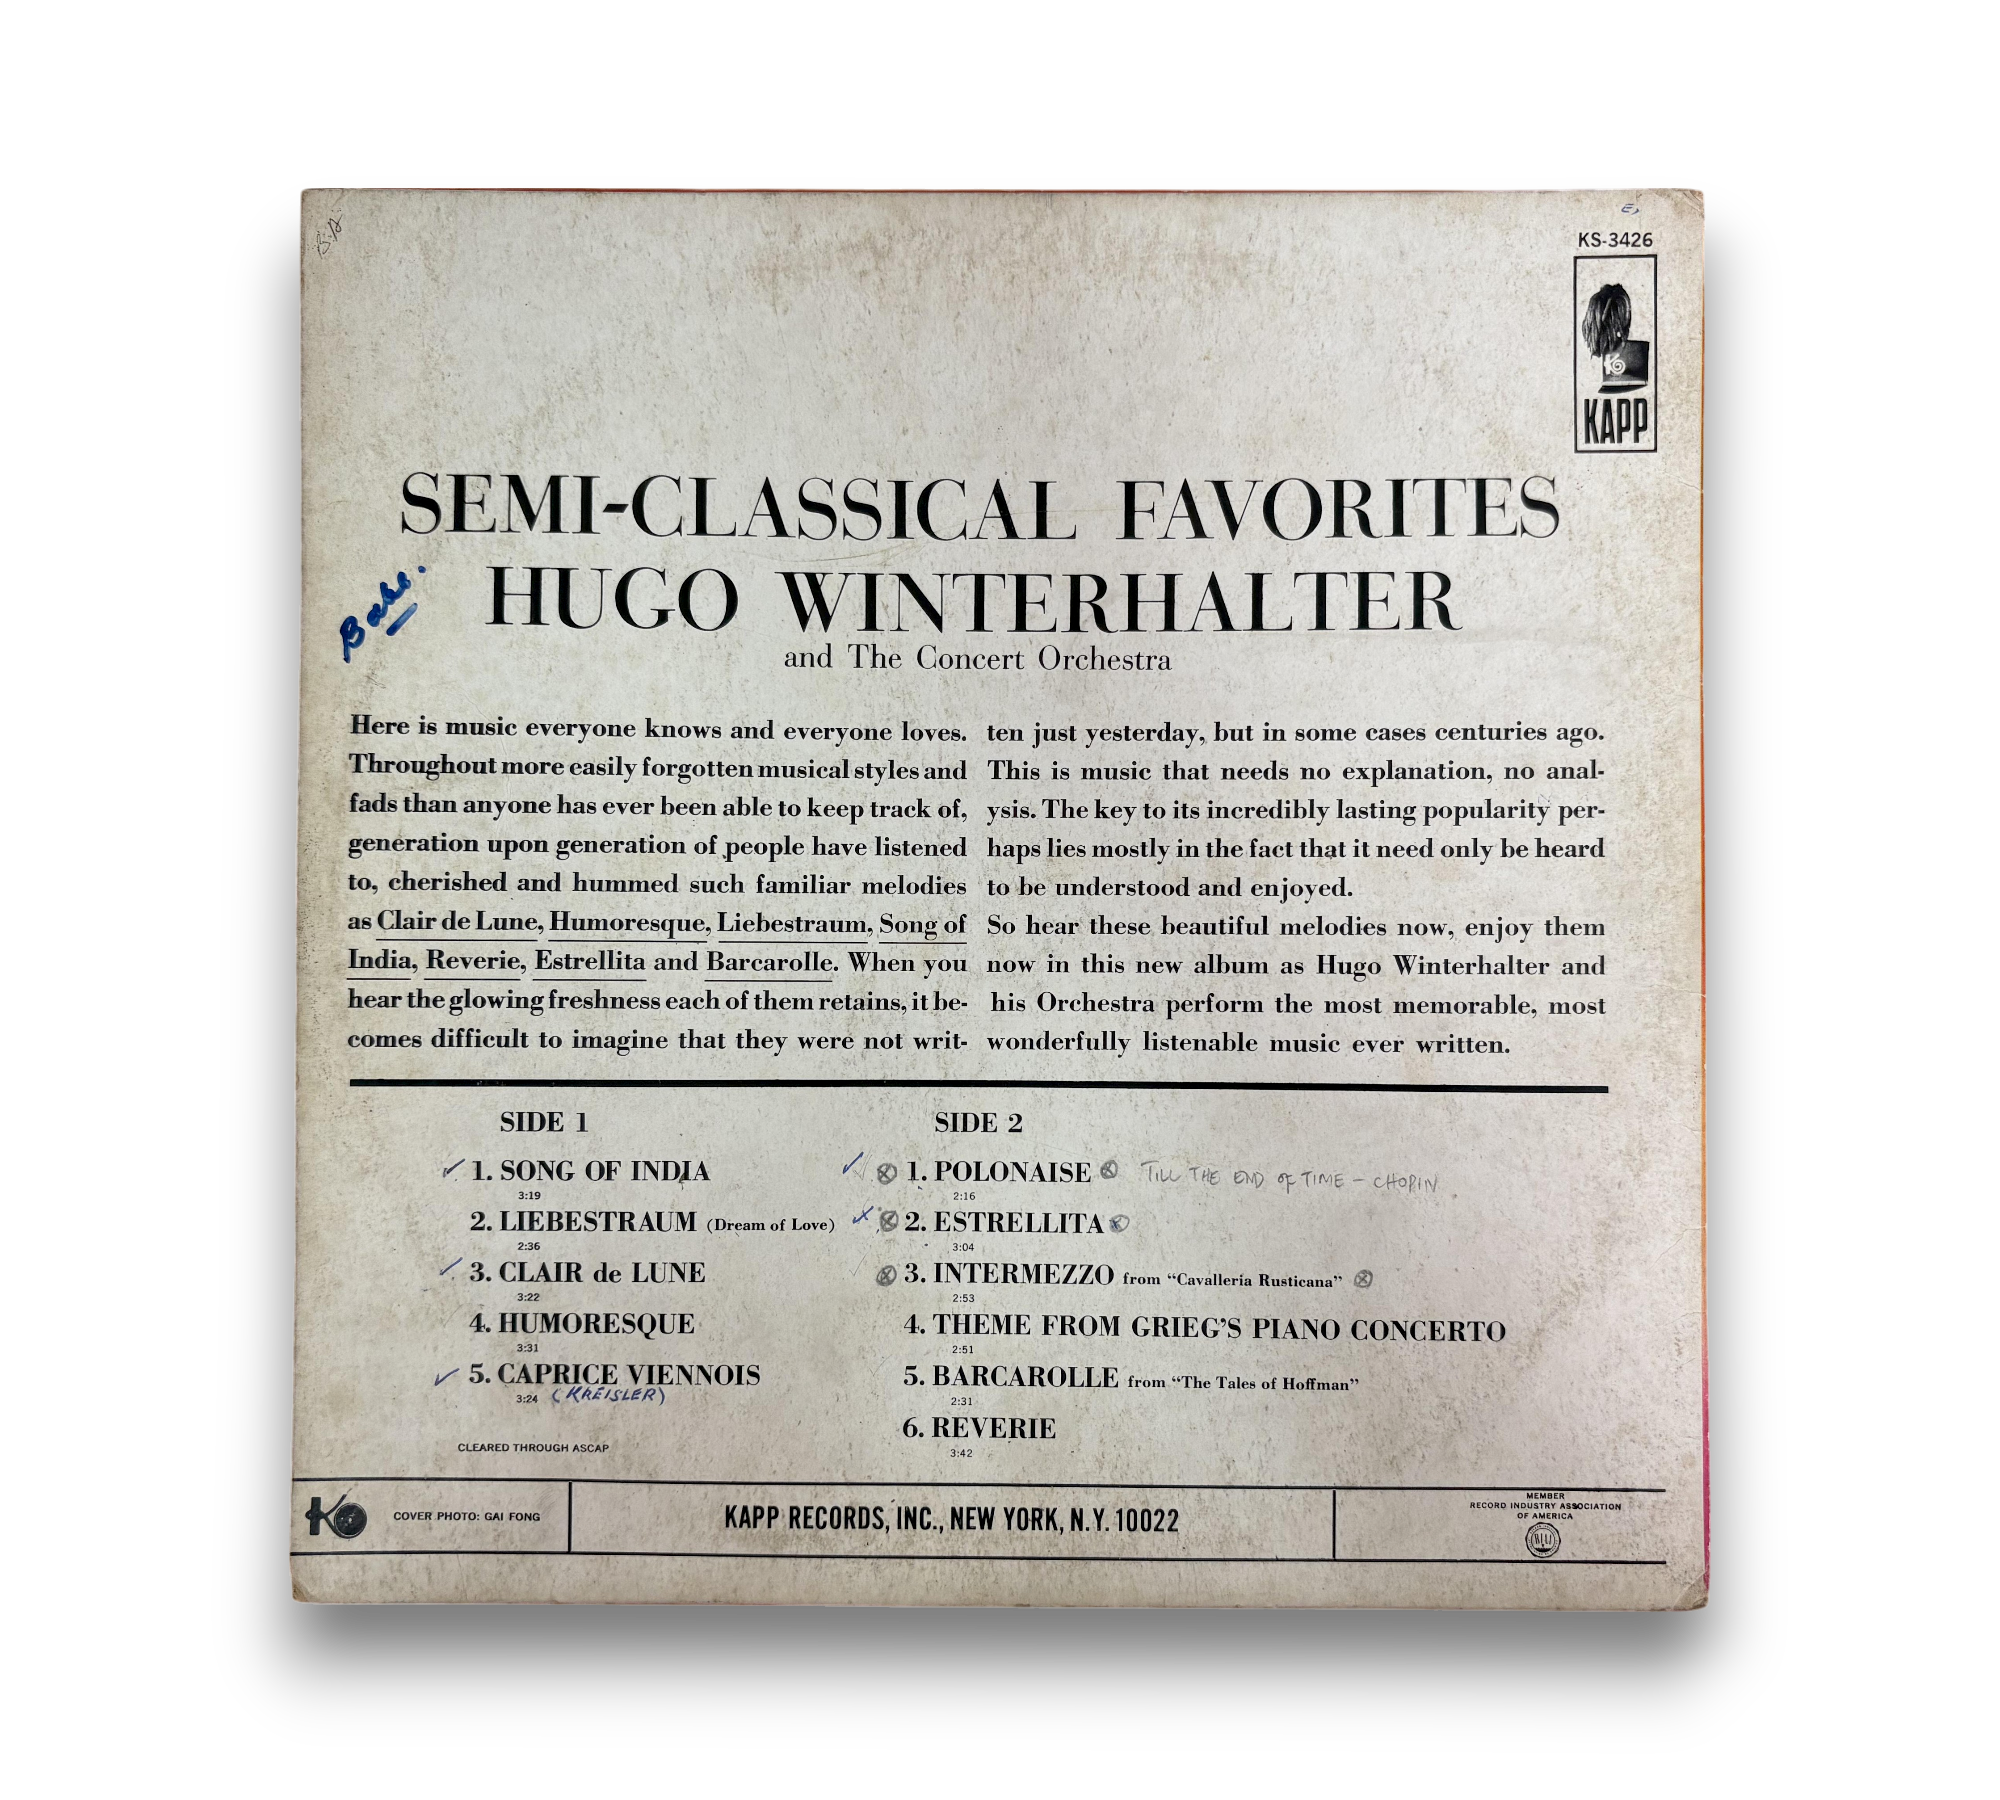 KS-3426
KAPP
SEMI-CLASSICAL FAVORITES
HUGO WINTERHALTER
and The Concert Orchestra
Here is music everyone knows and everyone loves.
Throughout more easily forgotten musical styles and
fads than anyone has ever been able to keep track of,
generation upon generation of people have listened
to, cherished and hummed such familiar melodies
as Clair de Lune, Humoresque, Liebestraum, Song of
India, Reverie, Estrellita and Barcarolle. When you
hear the glowing freshness each of them retains, it be-
comes difficult to imagine that they were not writ-
ten just yesterday, but in some cases centuries ago.
This is music that needs no explanation, no anal-
ysis. The key to its incredibly lasting popularity per-
haps lies mostly in the fact that it need only be heard
to be understood and enjoyed.
So hear these beautiful melodies now, enjoy them
now in this new album as Hugo Winterhalter and
his Orchestra perform the most memorable, most
wonderfully listenable music ever written.
SIDE 1
1. SONG OF INDIA
3:19
2. LIEBESTRAUM (Dream of Love)
2:36
3. CLAIR de LUNE
3:22
4. HUMORESQUE
3:31
5. CAPRICE VIENNOIS
3:24 (KREISLER)
CLEARED THROUGH ASCAP
SIDE 2
1. POLONAISE TILL THE END OF TIME - CHOPIN
2:16
2. ESTRELLITA
3:04
3. INTERMEZZO from “Cavalleria Rusticana”
2:53
4. THEME FROM GRIEG’S PIANO CONCERTO
2:51
5. BARCAROLLE from “The Tales of Hoffman”
2:31
6. REVERIE
3:42
COVER PHOTO: GAI FONG
KAPP RECORDS, INC., NEW YORK, N.Y. 10022
MEMBER
RECORD INDUSTRY ASSOCIATION
OF AMERICA